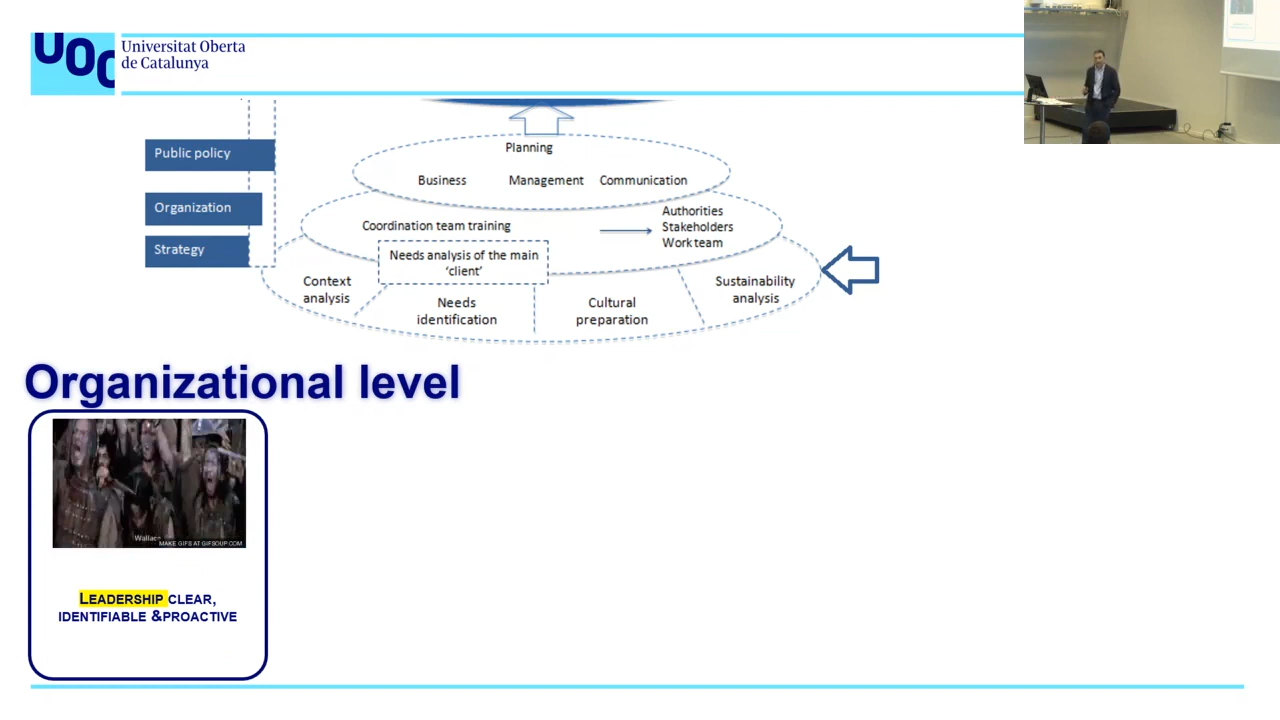 UOC
Universitat Oberta
de Catalunya
Public policy
Organization
Strategy
Planning
Business
Management
Communication
Coordination team training
Authorities
Stakeholders
Work team
Needs analysis of the main
‘client’
Context
analysis
Needs
identification
Cultural
preparation
Sustainability
analysis
Organizational level
Wallace
MAKE GIFS AT GIFSOUP.COM
LEADERSHIP CLEAR,
IDENTIFIABLE &PROACTIVE